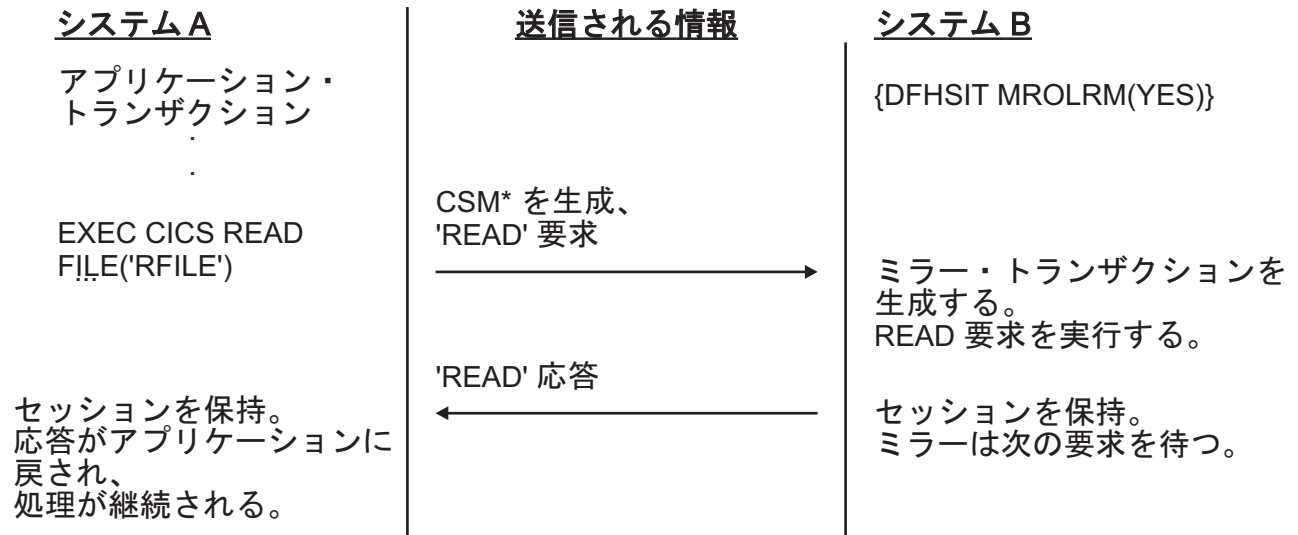 システム A
送信される情報
システム B
アプリケーション・
トランザクション
.
.
{DFHSIT MROLRM(YES)}
EXEC CICS READ
FILE('RFILE')
...
CSM* を生成、
'READ' 要求
ミラー・トランザクションを
生成する。
READ 要求を実行する。
'READ' 応答
セッションを保持。
応答がアプリケーションに
戻され、
処理が継続される。
セッションを保持。
ミラーは次の要求を待つ。